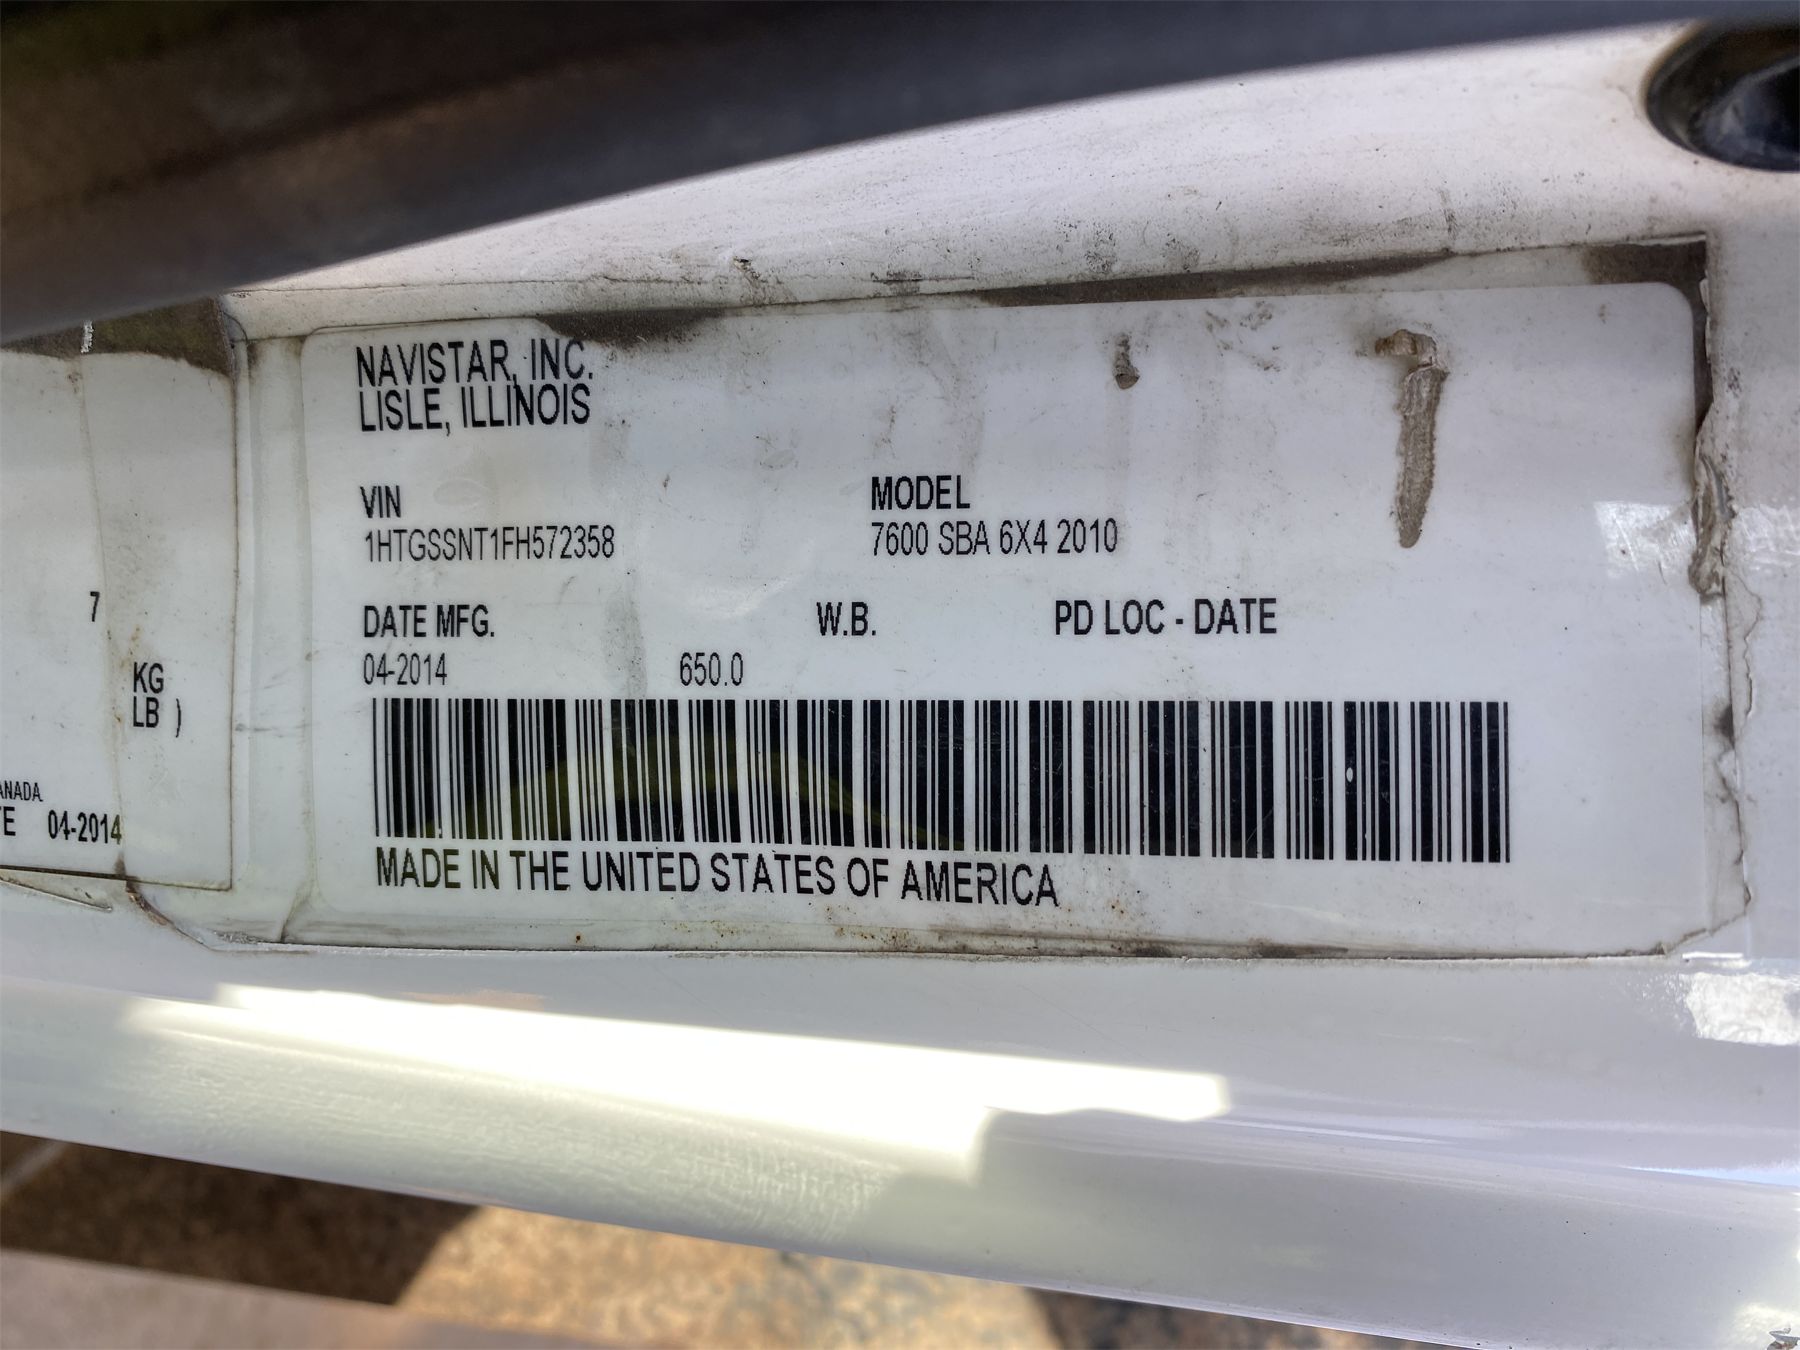 NAVISTAR, INC.
LISLE, ILLINOIS
VIN MODEL
1HTGSSNT1FH572358 7600 SBA 6X4 2010
DATE MFG. W.B. PD LOC - DATE
04-2014 650.0
MADE IN THE UNITED STATES OF AMERICA
7
KG
LB )
ANADA
TE 04-2014